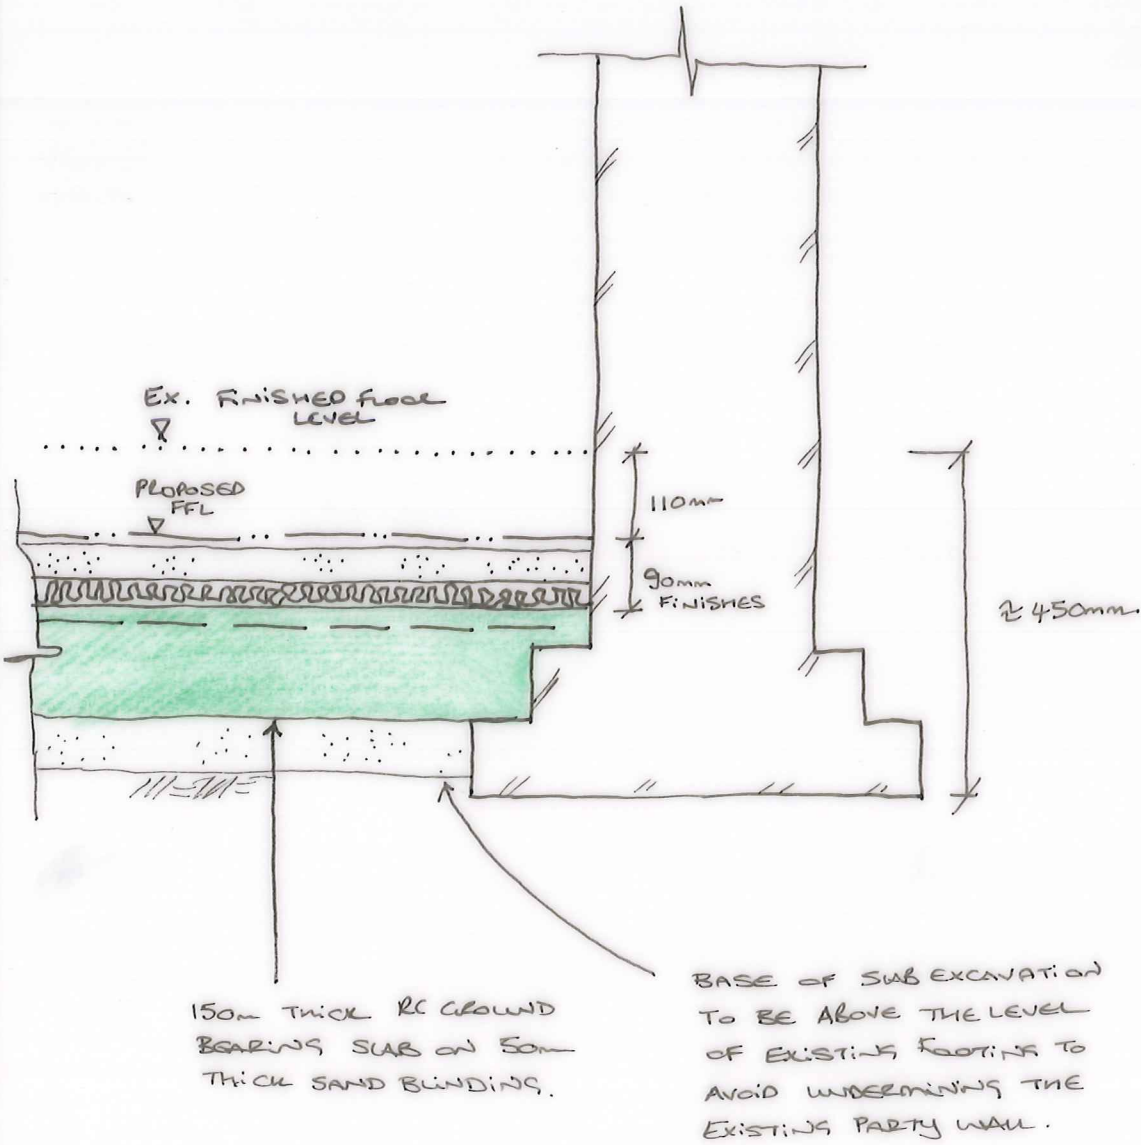 EX. FINISHED FLOOR
LEVEL
PROPOSED
FFL
110mm
90mm
FINISHES
≈ 450mm
150mm THICK RC GROUND
BEARING SLAB ON 50mm
THICK SAND BLINDING.
BASE OF SLAB EXCAVATION
TO BE ABOVE THE LEVEL
OF EXISTING FOOTING TO
AVOID UNDERMINING THE
EXISTING PARTY WALL.